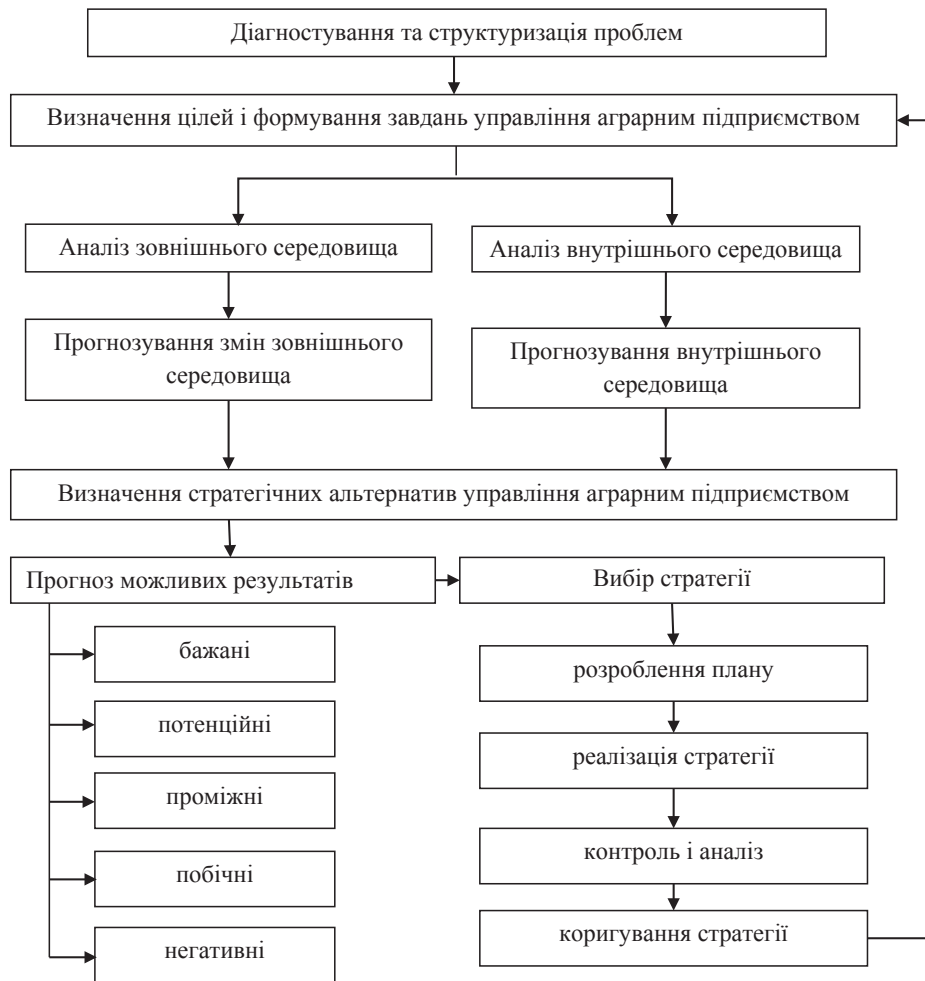 Діагностування та структуризація проблем
Визначення цілей і формування завдань управління аграрним підприємством
Аналіз зовнішнього середовища
Аналіз внутрішнього середовища
Прогнозування змін зовнішнього
середовища
Прогнозування внутрішнього
середовища
Визначення стратегічних альтернатив управління аграрним підприємством
Прогноз можливих результатів
Вибір стратегії
бажані
потенційні
проміжні
побічні
негативні
розроблення плану
реалізація стратегії
контроль і аналіз
коригування стратегії